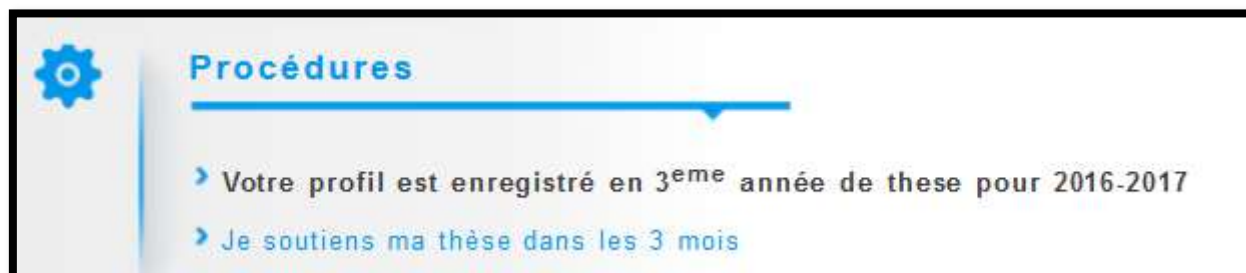 Procédures
Votre profil est enregistré en 3eme année de these pour 2016-2017
Je soutiens ma thèse dans les 3 mois